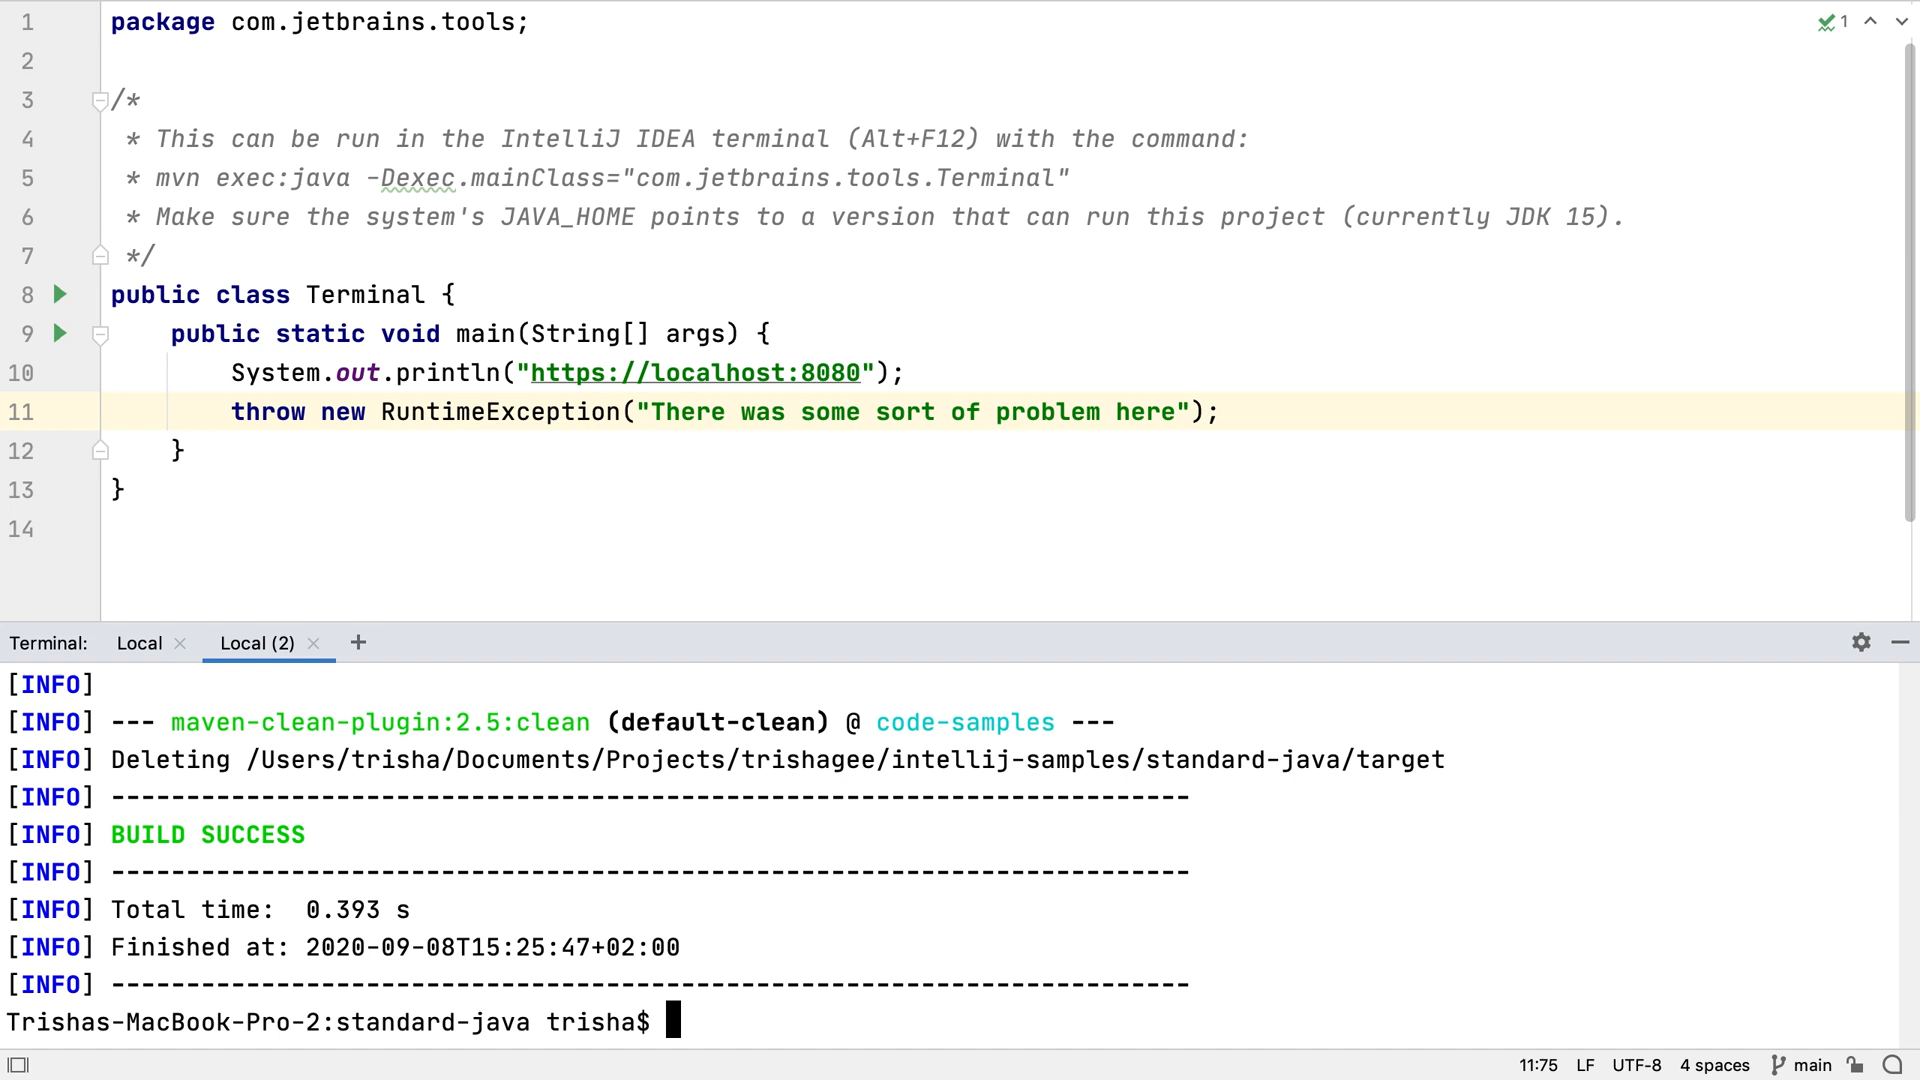 1 package com.jetbrains.tools; 1
2
3 /*
4 * This can be run in the IntelliJ IDEA terminal (Alt+F12) with the command:
5 * mvn exec:java -Dexec.mainClass="com.jetbrains.tools.Terminal"
6 * Make sure the system's JAVA_HOME points to a version that can run this project (currently JDK 15).
7 */
8 public class Terminal {
9 public static void main(String[] args) {
10 System.out.println("https://localhost:8080");
11 throw new RuntimeException("There was some sort of problem here");
12 }
13 }
14
Terminal: Local Local (2)
[INFO]
[INFO] --- maven-clean-plugin:2.5:clean (default-clean) @ code-samples ---
[INFO] Deleting /Users/trisha/Documents/Projects/trishagee/intellij-samples/standard-java/target
[INFO] ------------------------------------------------------------------------
[INFO] BUILD SUCCESS
[INFO] ------------------------------------------------------------------------
[INFO] Total time:  0.393 s
[INFO] Finished at: 2020-09-08T15:25:47+02:00
[INFO] ------------------------------------------------------------------------
Trishas-MacBook-Pro-2:standard-java trisha$
11:75 LF UTF-8 4 spaces main